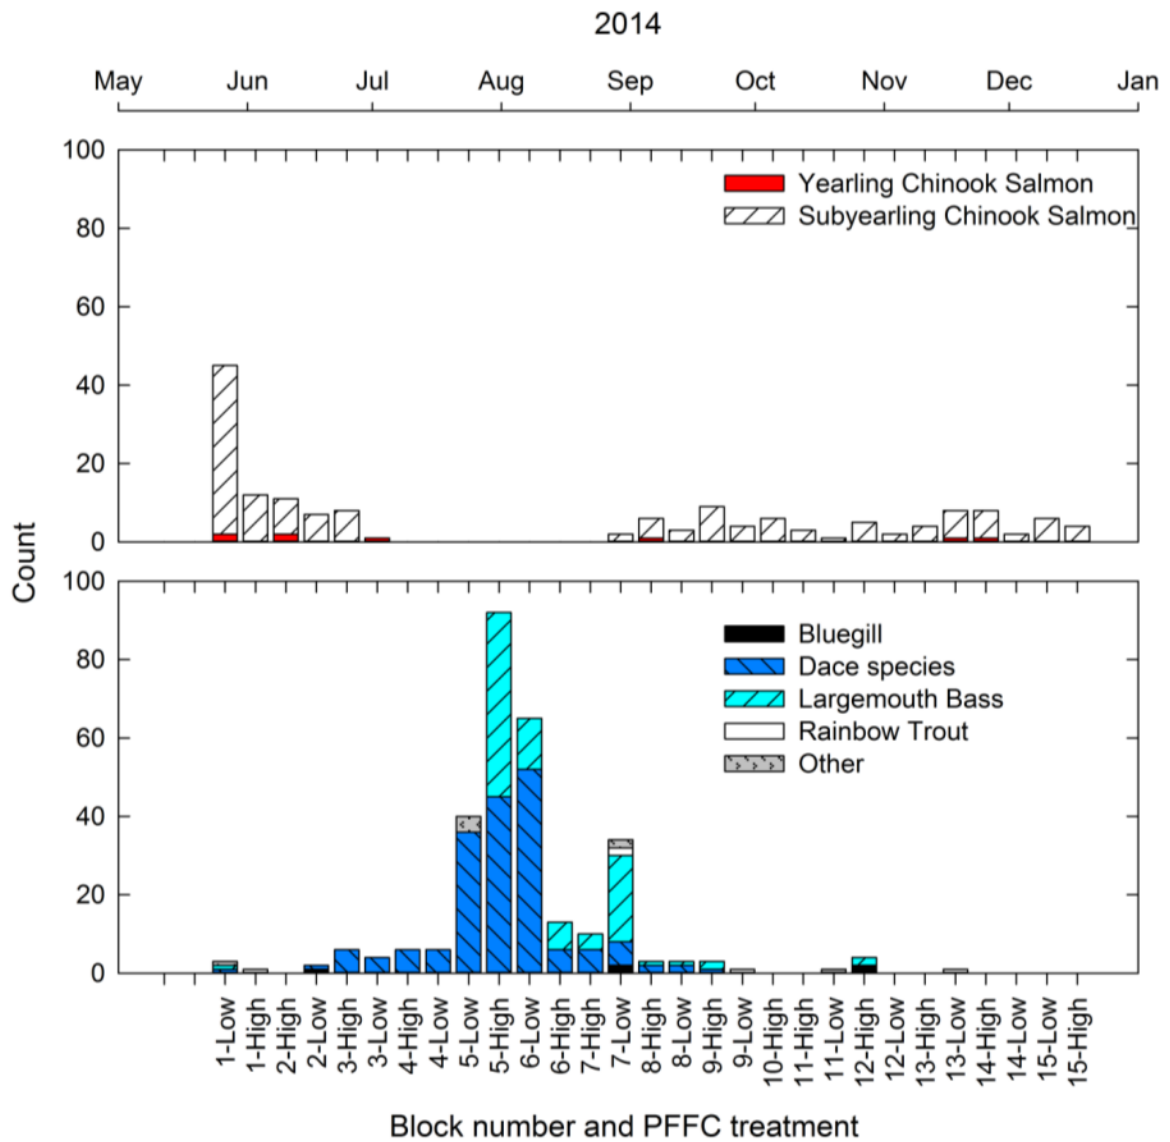 2014
May Jun Jul Aug Sep Oct Nov Dec Jan
Count
100
80
60
40
20
0
Yearling Chinook Salmon
Subyearling Chinook Salmon
100
80
60
40
20
0
Bluegill
Dace species
Largemouth Bass
Rainbow Trout
Other
1-Low
1-High
2-High
2-Low
3-High
3-Low
4-High
4-Low
5-Low
5-High
6-Low
6-High
7-High
7-Low
8-High
8-Low
9-High
9-Low
10-High
11-High
11-Low
12-High
12-Low
13-High
13-Low
14-High
14-Low
15-Low
15-High
Block number and PFFC treatment